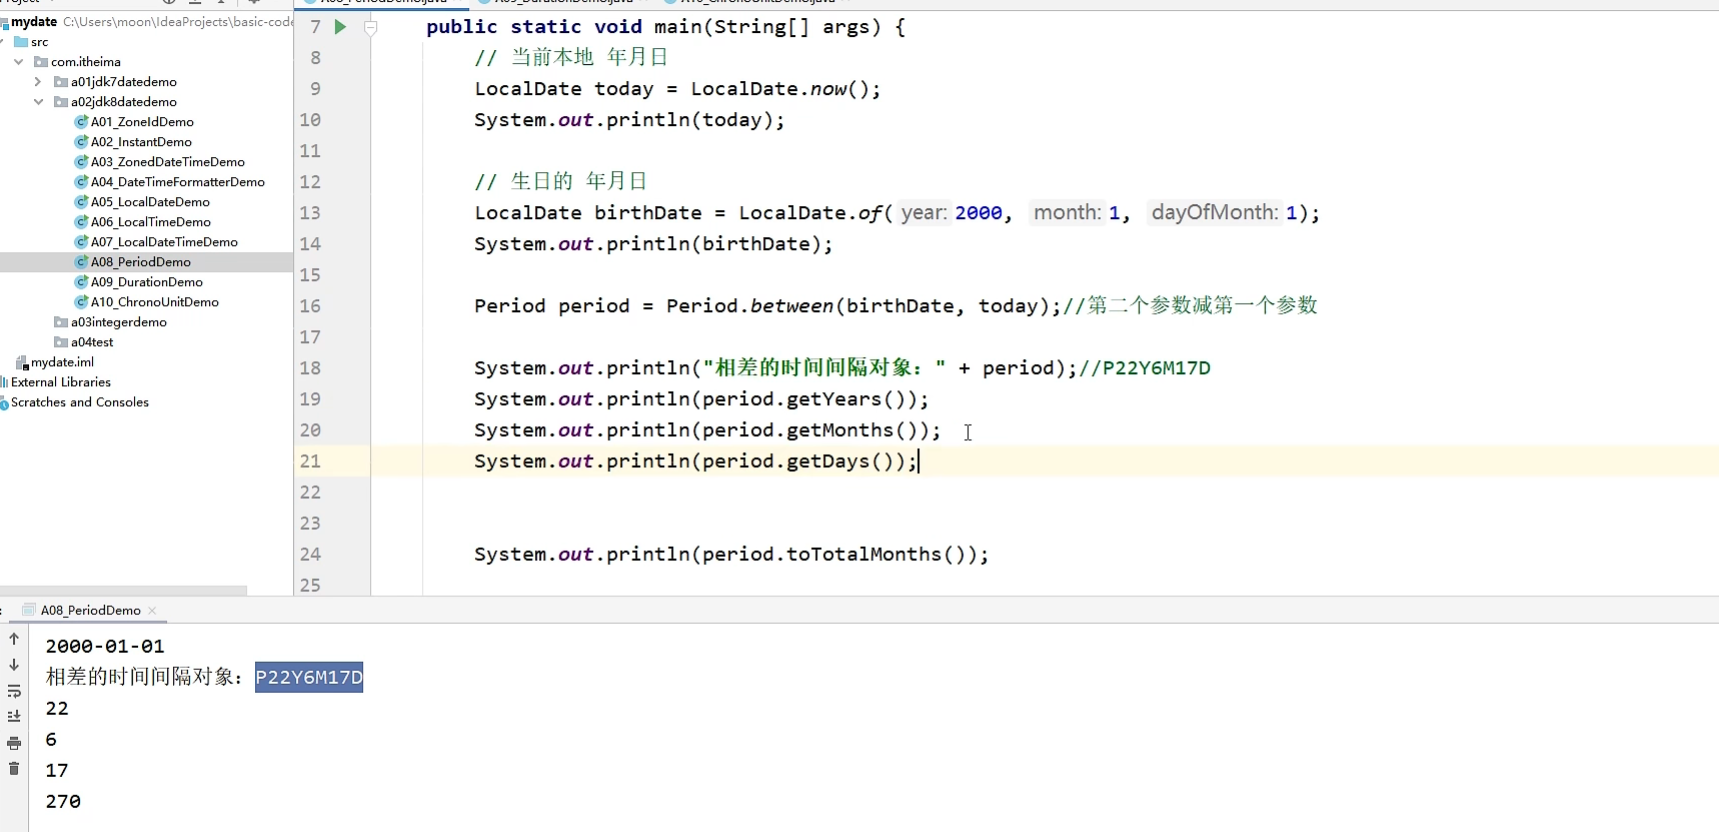 mydate C:\Users\moon\IdeaProjects\basic-code
src
com.itheima
a01jdk7datedemo
a02jdk8datedemo
A01_ZoneIdDemo
A02_InstantDemo
A03_ZonedDateTimeDemo
A04_DateTimeFormatterDemo
A05_LocalDateDemo
A06_LocalTimeDemo
A07_LocalDateTimeDemo
A08_PeriodDemo
A09_DurationDemo
A10_ChronoUnitDemo
a03integerdemo
a04test
mydate.iml
External Libraries
Scratches and Consoles
7 public static void main(String[] args) {
8 // 当前本地 年月日
9 LocalDate today = LocalDate.now();
10 System.out.println(today);
11
12 // 生日的 年月日
13 LocalDate birthDate = LocalDate.of( year: 2000, month: 1, dayOfMonth: 1);
14 System.out.println(birthDate);
15
16 Period period = Period.between(birthDate, today);//第二个参数减第一个参数
17
18 System.out.println("相差的时间间隔对象：" + period);//P22Y6M17D
19 System.out.println(period.getYears());
20 System.out.println(period.getMonths());
21 System.out.println(period.getDays());
22
23
24 System.out.println(period.toTotalMonths());
25
A08_PeriodDemo
2000-01-01
相差的时间间隔对象：P22Y6M17D
22
6
17
270